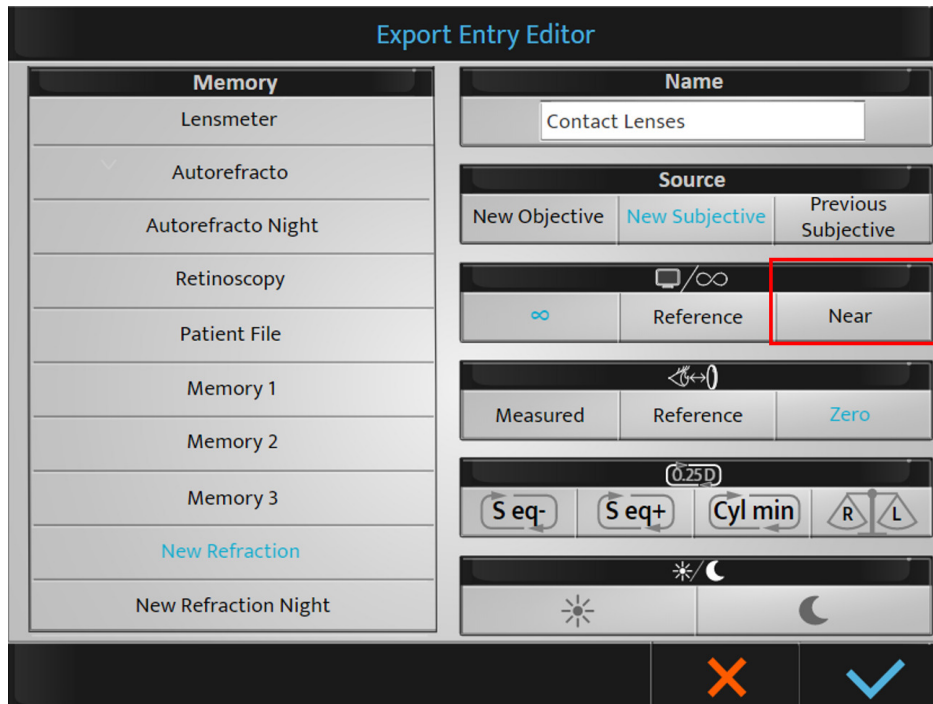 Export Entry Editor
Memory
Lensmeter
Autorefracto
Autorefracto Night
Retinoscopy
Patient File
Memory 1
Memory 2
Memory 3
New Refraction
New Refraction Night
Name
Contact Lenses
Source
New Objective
New Subjective
Previous
Subjective
/∞
∞
Reference
Near
Measured
Reference
Zero
0.25 D
S eq-
S eq+
Cyl min
R
L
/